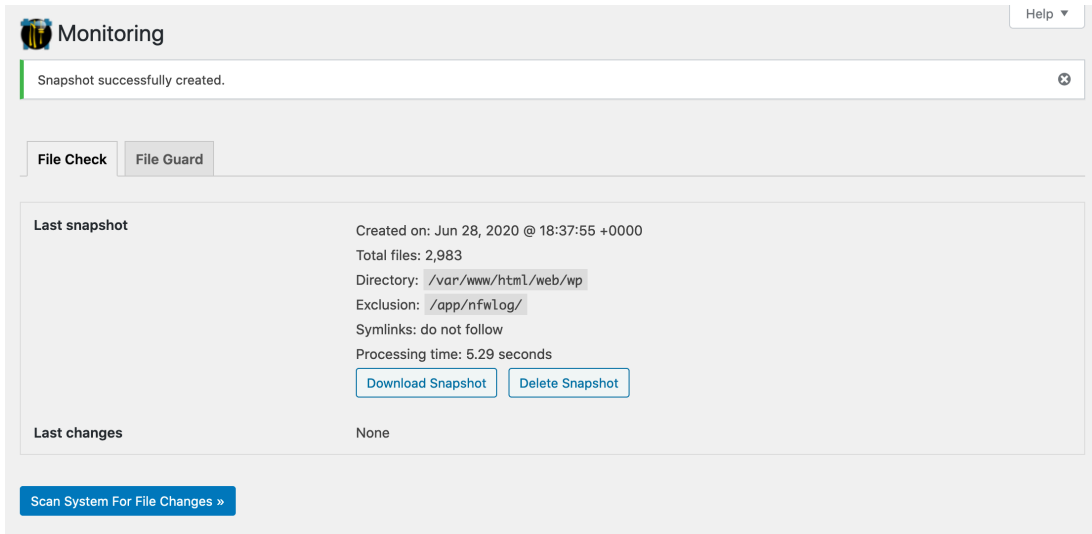 Help ▼
Monitoring
Snapshot successfully created.
File Check
File Guard
Last snapshot
Created on: Jun 28, 2020 @ 18:37:55 +0000
Total files: 2,983
Directory: /var/www/html/web/wp
Exclusion: /app/nfwlog/
Symlinks: do not follow
Processing time: 5.29 seconds
Download Snapshot
Delete Snapshot
Last changes
None
Scan System For File Changes »